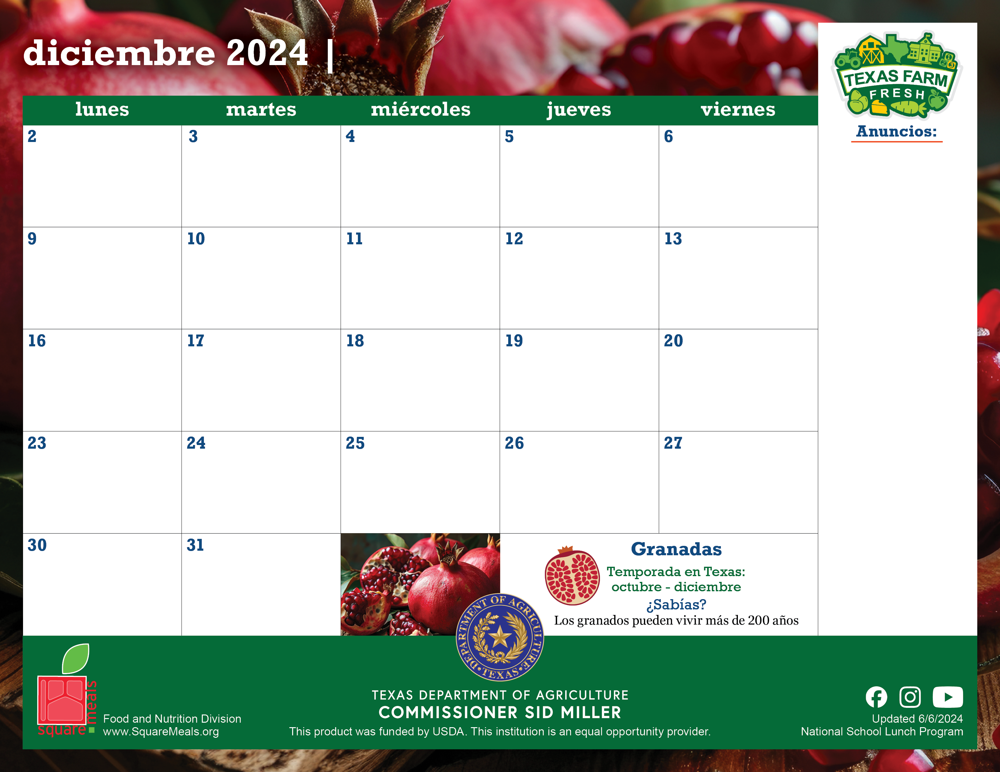 diciembre 2024 |
TEXAS FARM
FRESH
1
2
3
lunes martes miércoles jueves viernes
Anuncios:
2 3 4 5 6
9 10 11 12 13
16 17 18 19 20
23 24 25 26 27
30 31
Granadas
Temporada en Texas:
octubre - diciembre
¿Sabías?
Los granados pueden vivir más de 200 años
DEPARTMENT OF AGRICULTURE
TEXAS
square meals
Food and Nutrition Division
www.SquareMeals.org
TEXAS DEPARTMENT OF AGRICULTURE
COMMISSIONER SID MILLER
This product was funded by USDA. This institution is an equal opportunity provider.
Updated 6/6/2024
National School Lunch Program